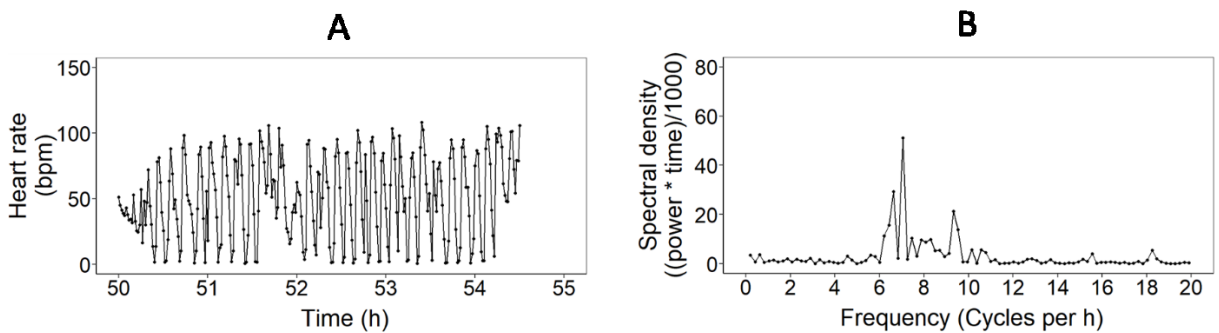 A
Heart rate
(bpm)
150
100
50
0
50 51 52 53 54 55
Time (h)
B
Spectral density
((power * time)/1000)
80
60
40
20
0
0 2 4 6 8 10 12 14 16 18 20
Frequency (Cycles per h)